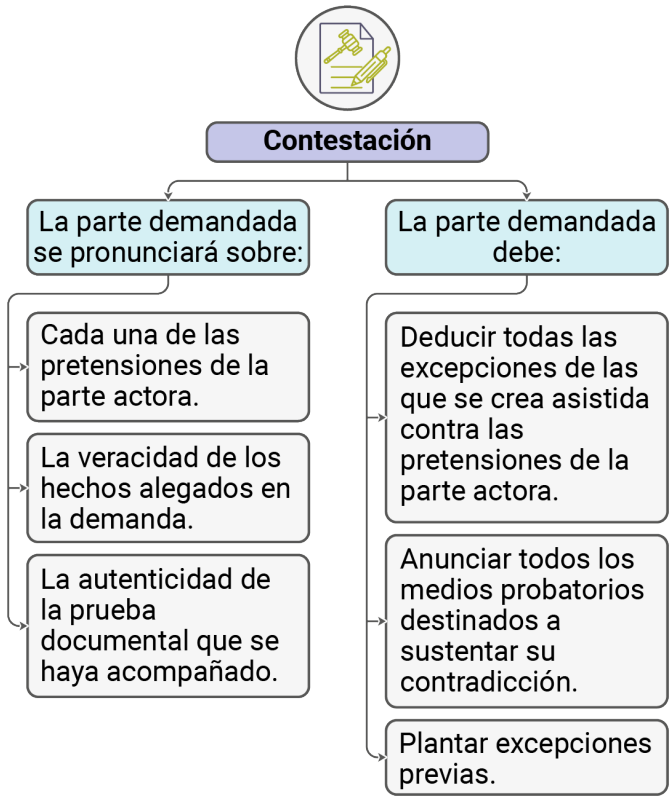 Contestación
La parte demandada
se pronunciará sobre:
Cada una de las
pretensiones de la
parte actora.
La veracidad de los
hechos alegados en
la demanda.
La autenticidad de
la prueba
documental que se
haya acompañado.
La parte demandada
debe:
Deducir todas las
excepciones de las
que se crea asistida
contra las
pretensiones de la
parte actora.
Anunciar todos los
medios probatorios
destinados a
sustentar su
contradicción.
Plantar excepciones
previas.